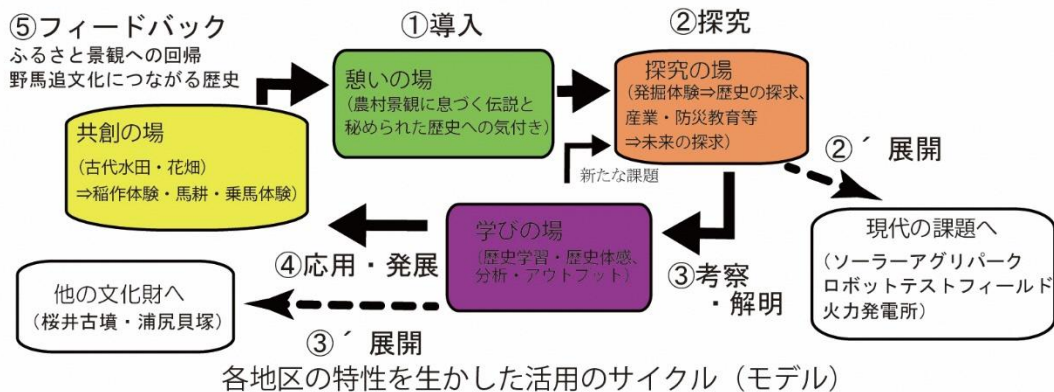 ⑤フィードバック
ふるさと景観への回帰
野馬追文化につながる歴史
①導入
②探究
憩いの場
(農村景観に息づく伝説と
秘められた歴史への気付き)
探究の場
(発掘体験⇒歴史の探求、
産業・防災教育等
⇒未来の探求)
共創の場
(古代水田・花畑)
⇒稲作体験・馬耕・乗馬体験)
新たな課題
②´ 展開
学びの場
(歴史学習・歴史体感、
分析・アウトプット)
③考察
・解明
④応用・発展
現代の課題へ
(ソーラーアグリパーク
ロボットテストフィールド
火力発電所)
他の文化財へ
(桜井古墳・浦尻貝塚)
③´ 展開
各地区の特性を生かした活用のサイクル(モデル)